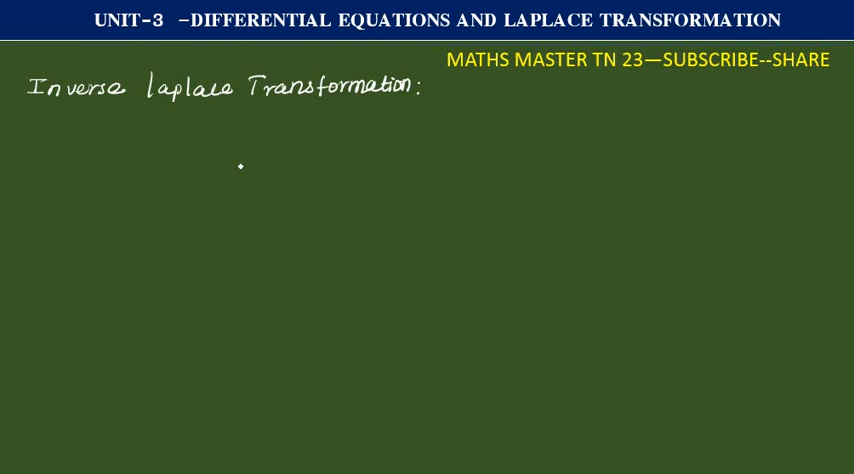 UNIT-3 -DIFFERENTIAL EQUATIONS AND LAPLACE TRANSFORMATION
MATHS MASTER TN 23—SUBSCRIBE--SHARE
Inverse laplace Transformation: